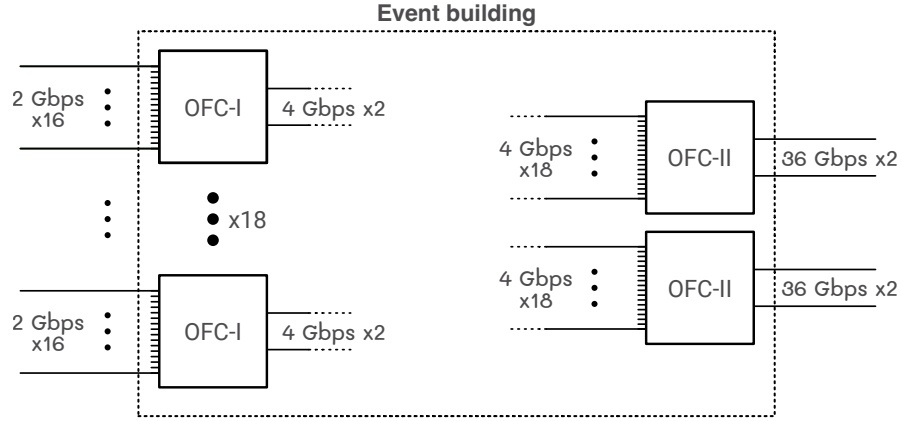 Event building
2 Gbps
x16
OFC-I
4 Gbps x2
x18
2 Gbps
x16
OFC-I
4 Gbps x2
4 Gbps
x18
OFC-II
36 Gbps x2
4 Gbps
x18
OFC-II
36 Gbps x2